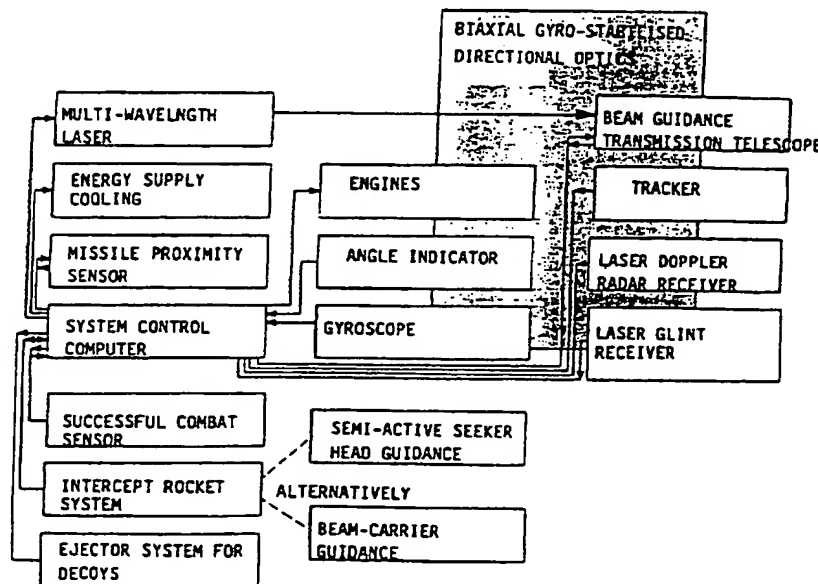 BIAXIAL GYRO-STABILISED
DIRECTIONAL OPTICS
MULTI-WAVELNGTH
LASER
BEAM GUIDANCE
TRANSMISSION TELESCOPE
ENERGY SUPPLY
COOLING
ENGINES
TRACKER
MISSILE PROXIMITY
SENSOR
ANGLE INDICATOR
LASER DOPPLER
RADAR RECEIVER
SYSTEM CONTROL
COMPUTER
GYROSCOPE
LASER GLINT
RECEIVER
SUCCESSFUL COMBAT
SENSOR
SEMI-ACTIVE SEEKER
HEAD GUIDANCE
INTERCEPT ROCKET
SYSTEM
ALTERNATIVELY
BEAM-CARRIER
GUIDANCE
EJECTOR SYSTEM FOR
DECOYS